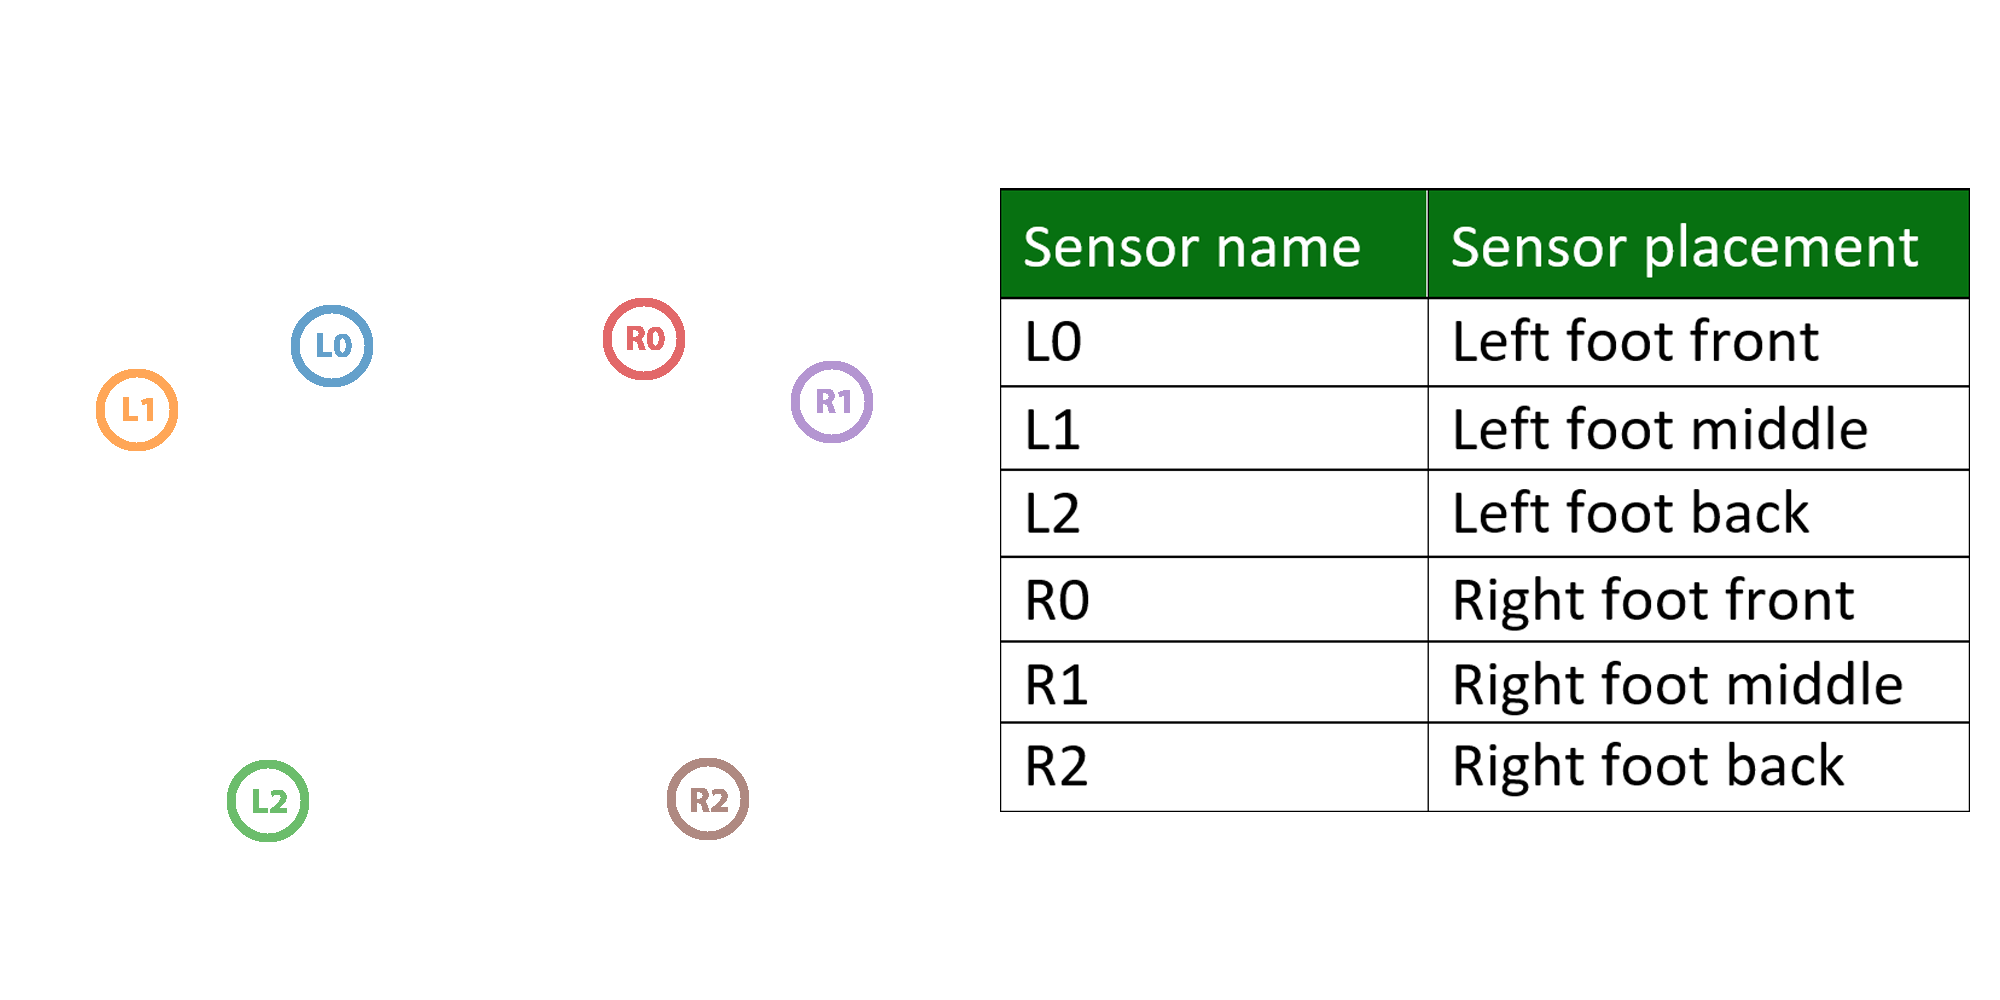 L0
R0
L1
R1
L2
R2
Sensor name Sensor placement
L0 Left foot front
L1 Left foot middle
L2 Left foot back
R0 Right foot front
R1 Right foot middle
R2 Right foot back